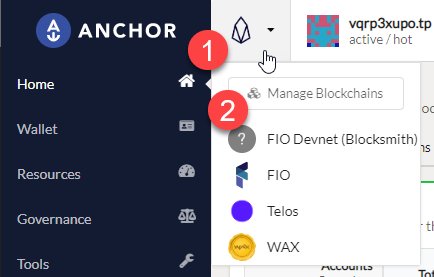 ANCHOR
1
vqrp3xupo.tp
active / hot
Home
2
Manage Blockchains
Wallet
?
FIO Devnet (Blocksmith)
Resources
FIO
Governance
Telos
Tools
WAX
Accounts